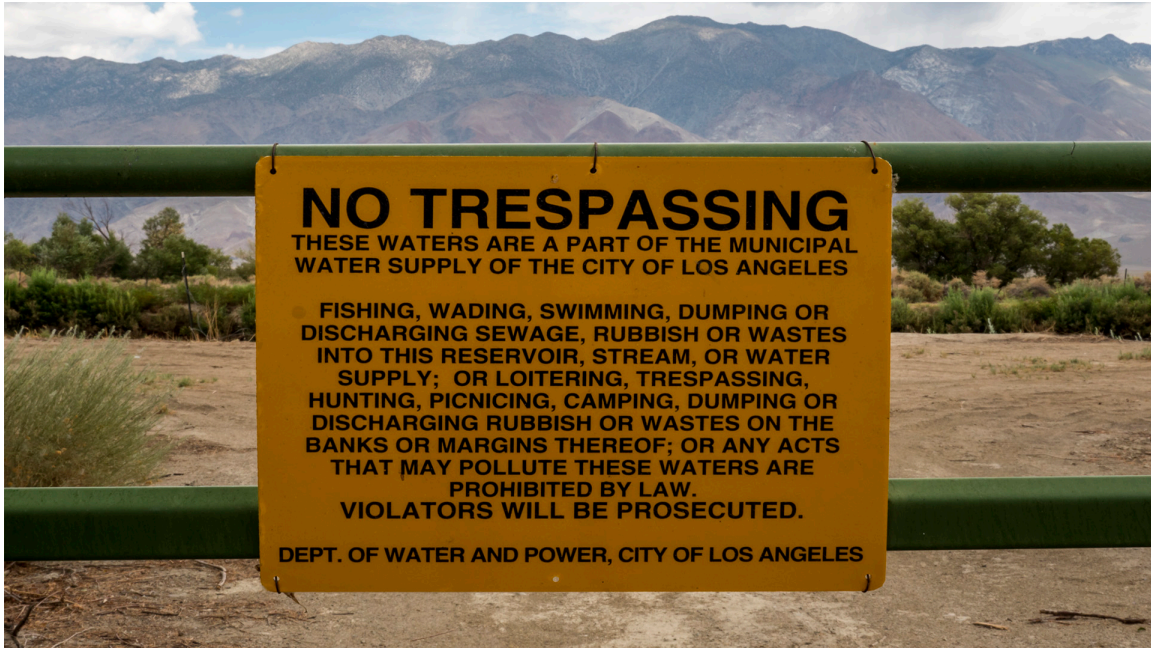 NO TRESPASSING
THESE WATERS ARE A PART OF THE MUNICIPAL
WATER SUPPLY OF THE CITY OF LOS ANGELES
FISHING, WADING, SWIMMING, DUMPING OR
DISCHARGING SEWAGE, RUBBISH OR WASTES
INTO THIS RESERVOIR, STREAM, OR WATER
SUPPLY;  OR LOITERING, TRESPASSING,
HUNTING, PICNICING, CAMPING, DUMPING OR
DISCHARGING RUBBISH OR WASTES ON THE
BANKS OR MARGINS THEREOF; OR ANY ACTS
THAT MAY POLLUTE THESE WATERS ARE
PROHIBITED BY LAW.
VIOLATORS WILL BE PROSECUTED.
DEPT. OF WATER AND POWER, CITY OF LOS ANGELES